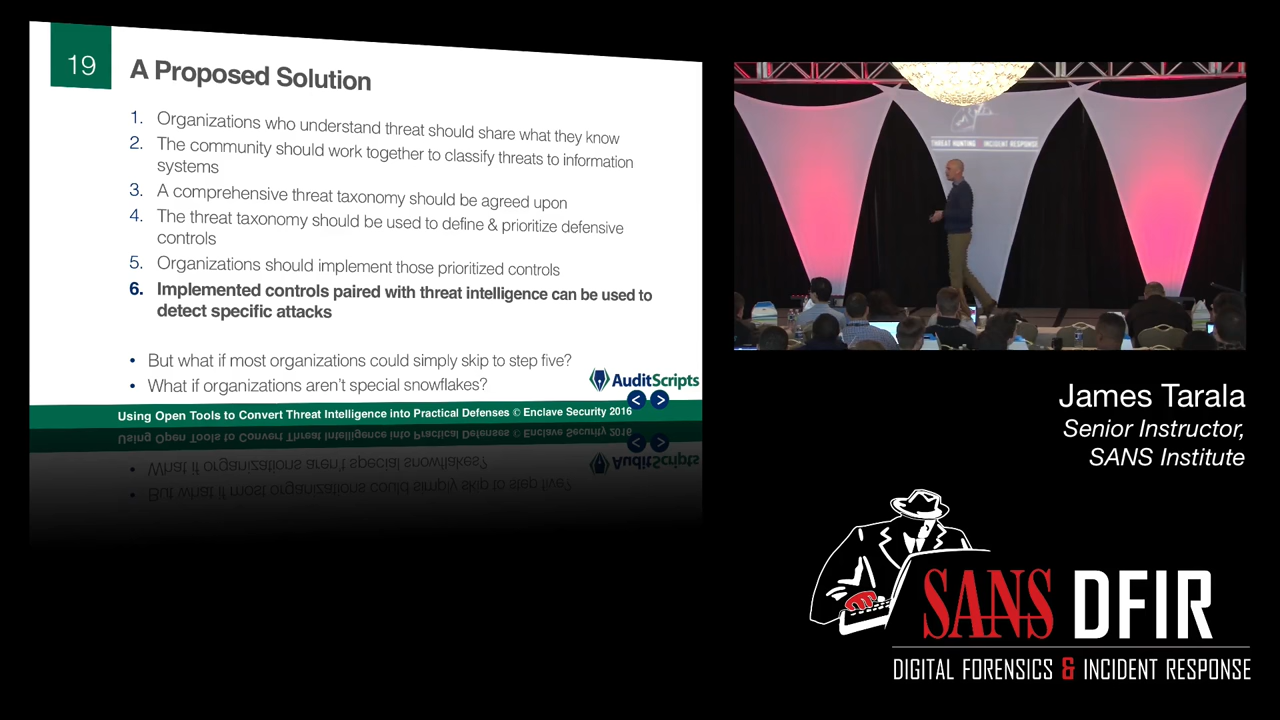 19
A Proposed Solution
1. Organizations who understand threat should share what they know
2. The community should work together to classify threats to information
systems
3. A comprehensive threat taxonomy should be agreed upon
4. The threat taxonomy should be used to define & prioritize defensive
controls
5. Organizations should implement those prioritized controls
6. Implemented controls paired with threat intelligence can be used to
detect specific attacks
• But what if most organizations could simply skip to step five?
• What if organizations aren't special snowflakes?
AuditScripts
Using Open Tools to Convert Threat Intelligence into Practical Defenses © Enclave Security 2016
THREAT HUNTING & INCIDENT RESPONSE
James Tarala
Senior Instructor,
SANS Institute
SANS DFIR
DIGITAL FORENSICS & INCIDENT RESPONSE